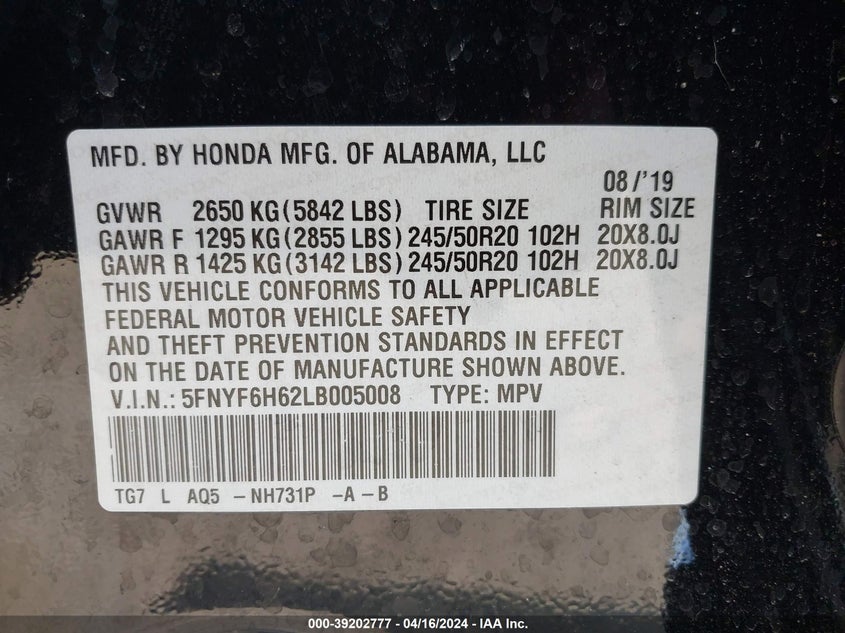 MFD. BY HONDA MFG. OF ALABAMA, LLC
08/'19
GVWR 2650 KG(5842 LBS) TIRE SIZE RIM SIZE
GAWR F 1295 KG(2855 LBS) 245/50R20 102H 20X8.0J
GAWR R 1425 KG(3142 LBS) 245/50R20 102H 20X8.0J
THIS VEHICLE CONFORMS TO ALL APPLICABLE
FEDERAL MOTOR VEHICLE SAFETY
AND THEFT PREVENTION STANDARDS IN EFFECT
ON THE DATE OF MANUFACTURE SHOWN ABOVE.
V.I.N.: 5FNYF6H62LB005008 TYPE: MPV
TG7 L AQ5 -NH731P -A-B
000-39202777 - 04/16/2024 - IAA Inc.